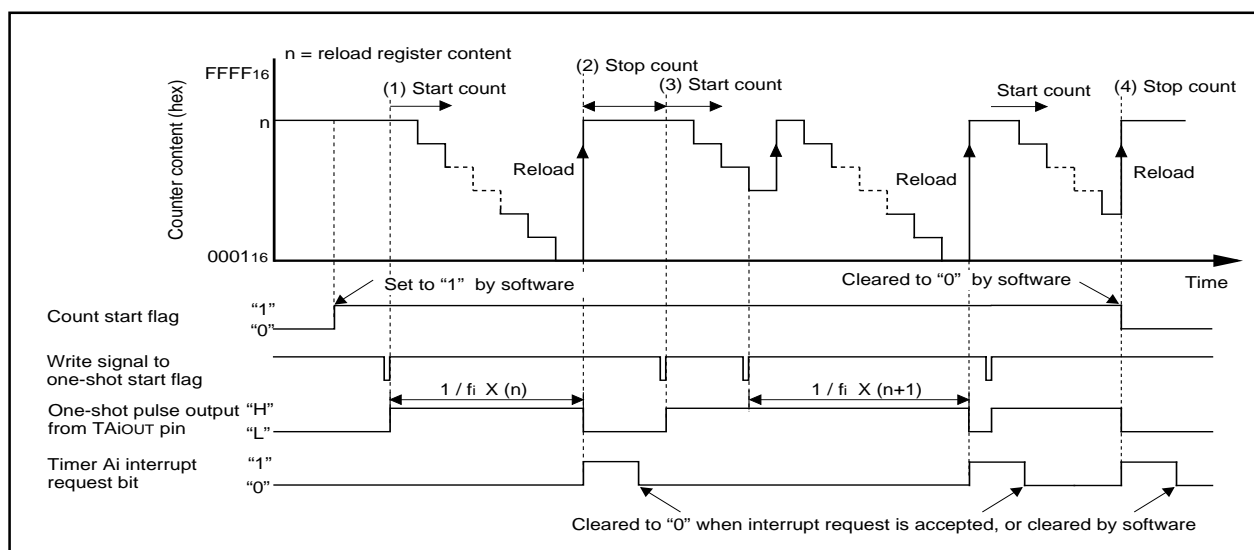 n = reload register content
FFFF16
(1) Start count
(2) Stop count
(3) Start count
Start count
(4) Stop count
n
Reload
Reload
Reload
Counter content (hex)
000116
Time
Set to “1” by software
Cleared to “0” by software
Count start flag
“1”
“0”
Write signal to
one-shot start flag
1 / fi X (n)
1 / fi X (n+1)
One-shot pulse output
from TAiOUT pin
“H”
“L”
Timer Ai interrupt
request bit
“1”
“0”
Cleared to “0” when interrupt request is accepted, or cleared by software